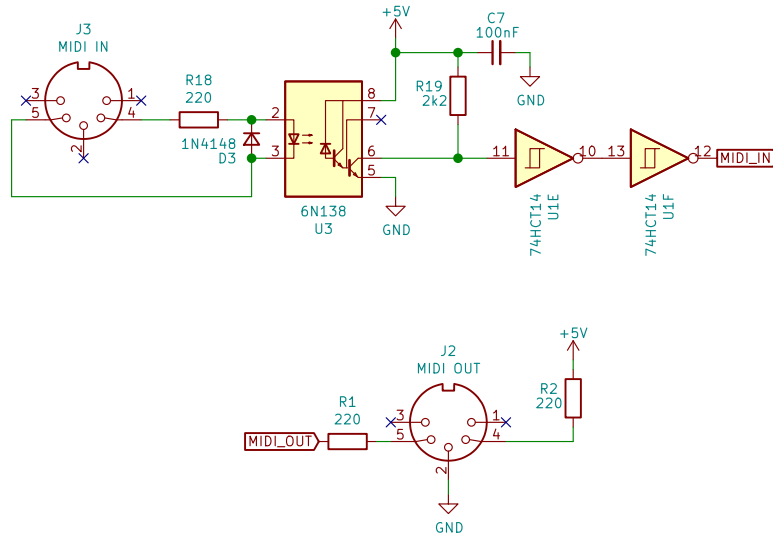 +5V
C7
100nF
GND
J3
MIDI IN
3
1
5
4
2
R18
220
1N4148
D3
2
3
8
7
6
5
6N138
U3
R19
2k2
GND
11
10
74HCT14
U1E
13
12
74HCT14
U1F
MIDI_IN
+5V
J2
MIDI OUT
R2
220
R1
220
MIDI_OUT
3
1
5
4
2
GND